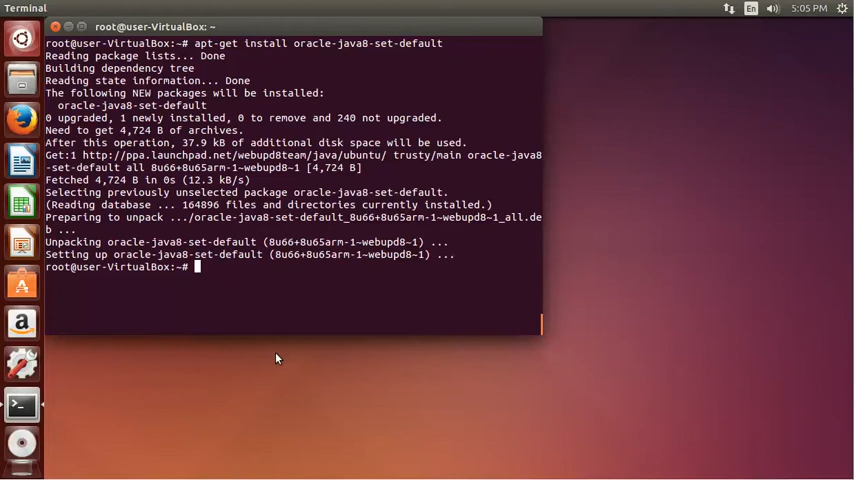 Terminal
En
5:05 PM
root@user-VirtualBox: ~
root@user-VirtualBox:~# apt-get install oracle-java8-set-default
Reading package lists... Done
Building dependency tree
Reading state information... Done
The following NEW packages will be installed:
  oracle-java8-set-default
0 upgraded, 1 newly installed, 0 to remove and 240 not upgraded.
Need to get 4,724 B of archives.
After this operation, 37.9 kB of additional disk space will be used.
Get:1 http://ppa.launchpad.net/webupd8team/java/ubuntu/ trusty/main oracle-java8
-set-default all 8u66+8u65arm-1~webupd8~1 [4,724 B]
Fetched 4,724 B in 0s (12.3 kB/s)
Selecting previously unselected package oracle-java8-set-default.
(Reading database ... 164896 files and directories currently installed.)
Preparing to unpack .../oracle-java8-set-default_8u66+8u65arm-1~webupd8~1_all.de
b ...
Unpacking oracle-java8-set-default (8u66+8u65arm-1~webupd8~1) ...
Setting up oracle-java8-set-default (8u66+8u65arm-1~webupd8~1) ...
root@user-VirtualBox:~#